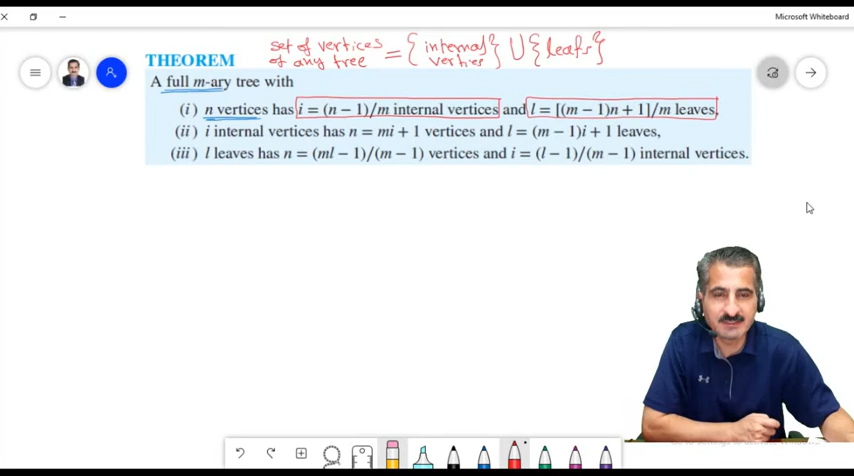 Microsoft Whiteboard
set of vertices
of any tree = {internal verties} ∪ {leafs}
THEOREM
A full m-ary tree with
(i) n vertices has i = (n − 1)/m internal vertices and l = [(m − 1)n + 1]/m leaves,
(ii) i internal vertices has n = mi + 1 vertices and l = (m − 1)i + 1 leaves,
(iii) l leaves has n = (ml − 1)/(m − 1) vertices and i = (l − 1)/(m − 1) internal vertices.